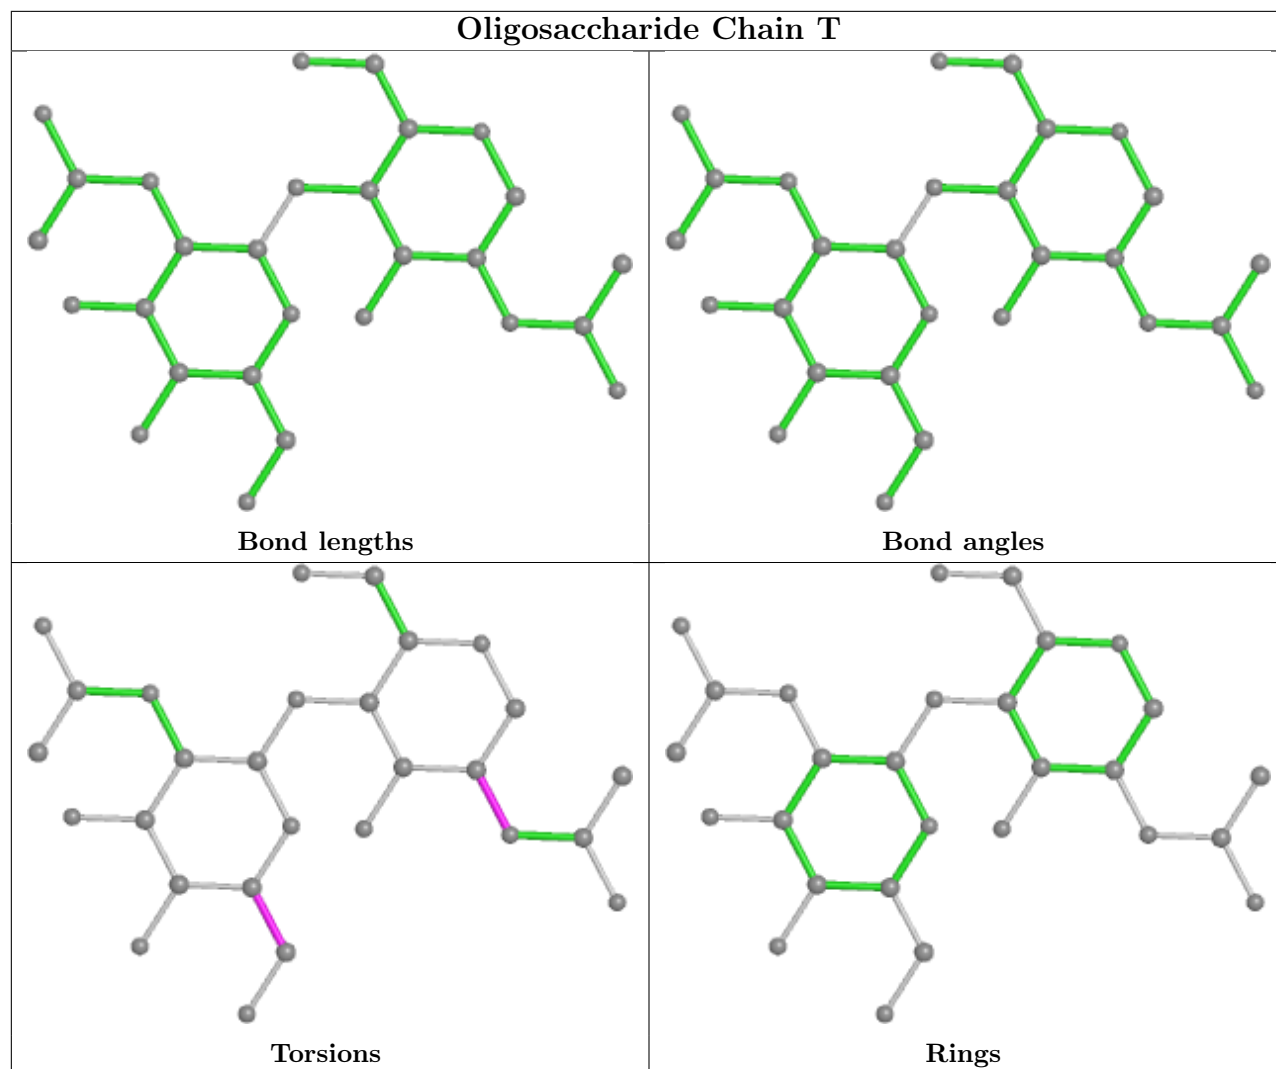 Oligosaccharide Chain T
Bond lengths
Bond angles
Torsions
Rings